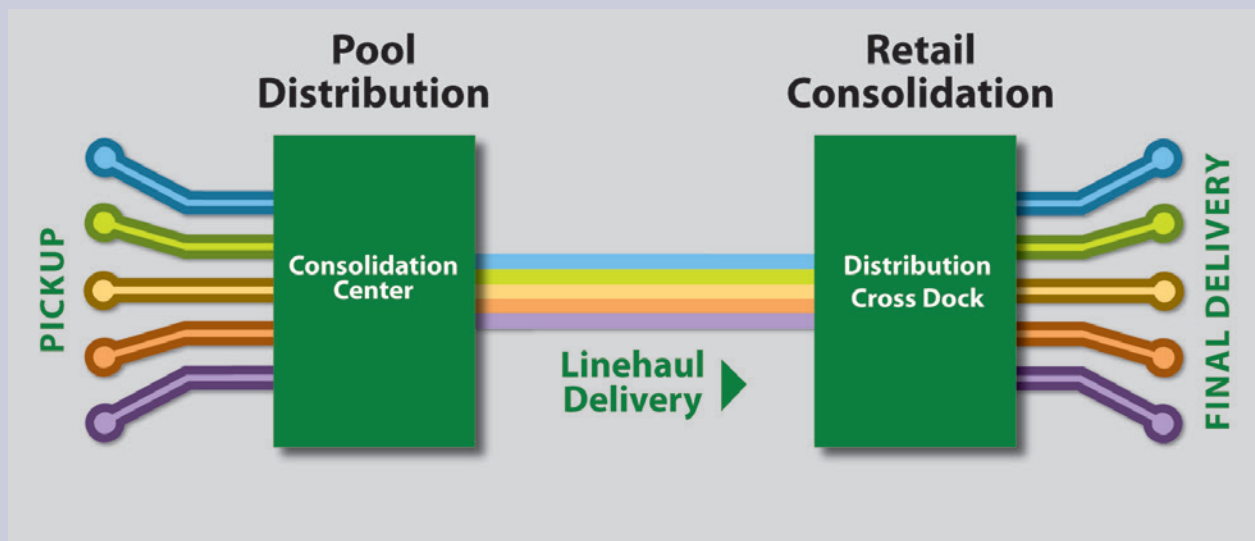 Pool
Distribution
Retail
Consolidation
PICKUP
Consolidation
Center
Linehaul
Delivery
Distribution
Cross Dock
FINAL DELIVERY